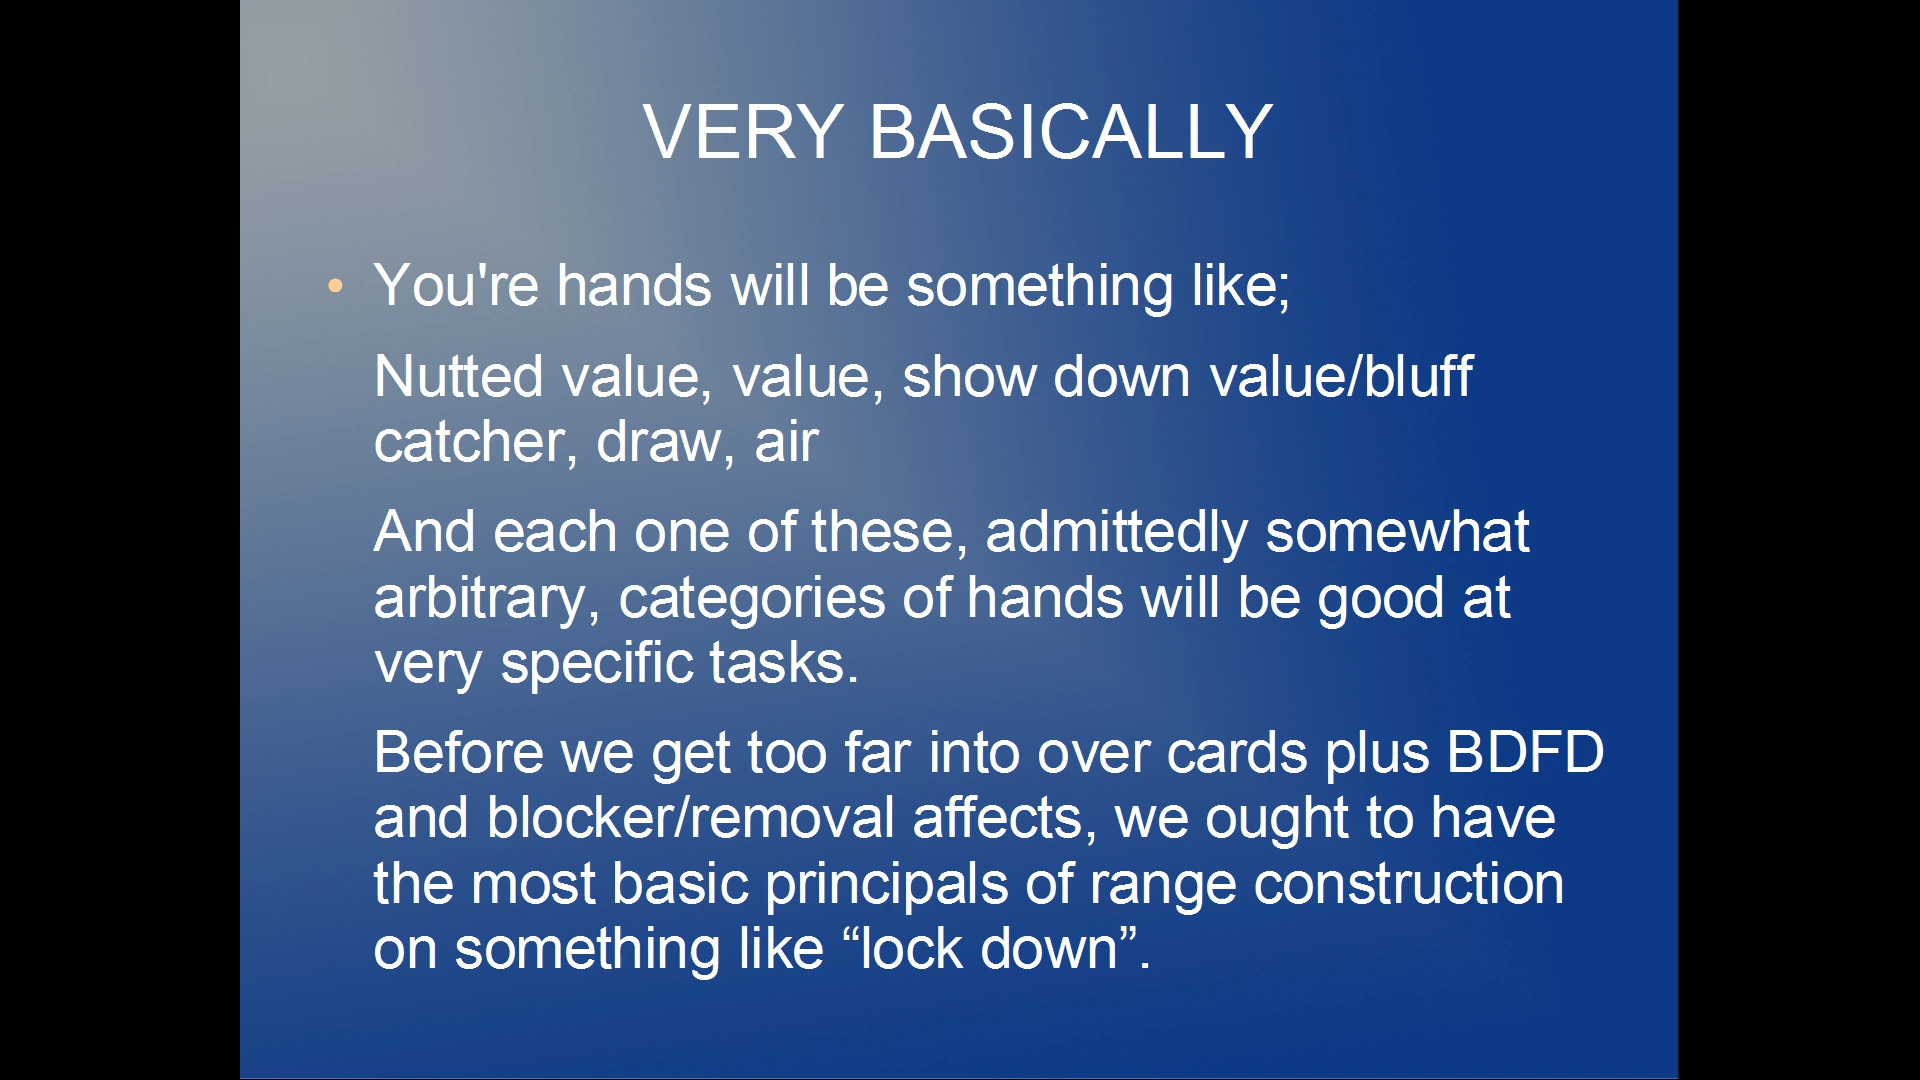 VERY BASICALLY
• You're hands will be something like;
Nutted value, value, show down value/bluff
catcher, draw, air
And each one of these, admittedly somewhat
arbitrary, categories of hands will be good at
very specific tasks.
Before we get too far into over cards plus BDFD
and blocker/removal affects, we ought to have
the most basic principals of range construction
on something like “lock down”.